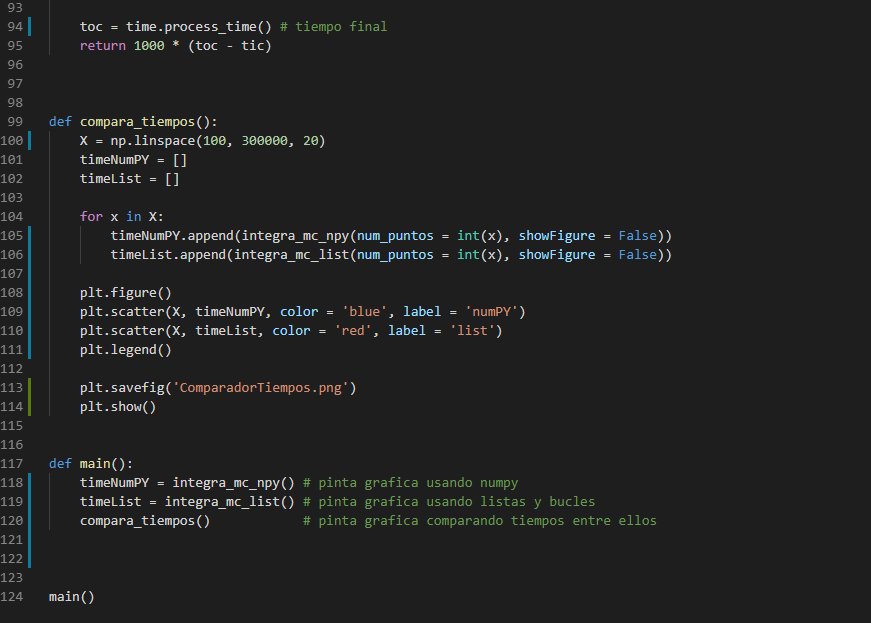 93
94 toc = time.process_time() # tiempo final
95 return 1000 * (toc - tic)
96
97
98
99 def compara_tiempos():
100 X = np.linspace(100, 300000, 20)
101 timeNumPY = []
102 timeList = []
103
104 for x in X:
105 timeNumPY.append(integra_mc_npy(num_puntos = int(x), showFigure = False))
106 timeList.append(integra_mc_list(num_puntos = int(x), showFigure = False))
107
108 plt.figure()
109 plt.scatter(X, timeNumPY, color = 'blue', label = 'numPY')
110 plt.scatter(X, timeList, color = 'red', label = 'list')
111 plt.legend()
112
113 plt.savefig('ComparadorTiempos.png')
114 plt.show()
115
116
117 def main():
118 timeNumPY = integra_mc_npy() # pinta grafica usando numpy
119 timeList = integra_mc_list() # pinta grafica usando listas y bucles
120 compara_tiempos() # pinta grafica comparando tiempos entre ellos
121
122
123
124 main()